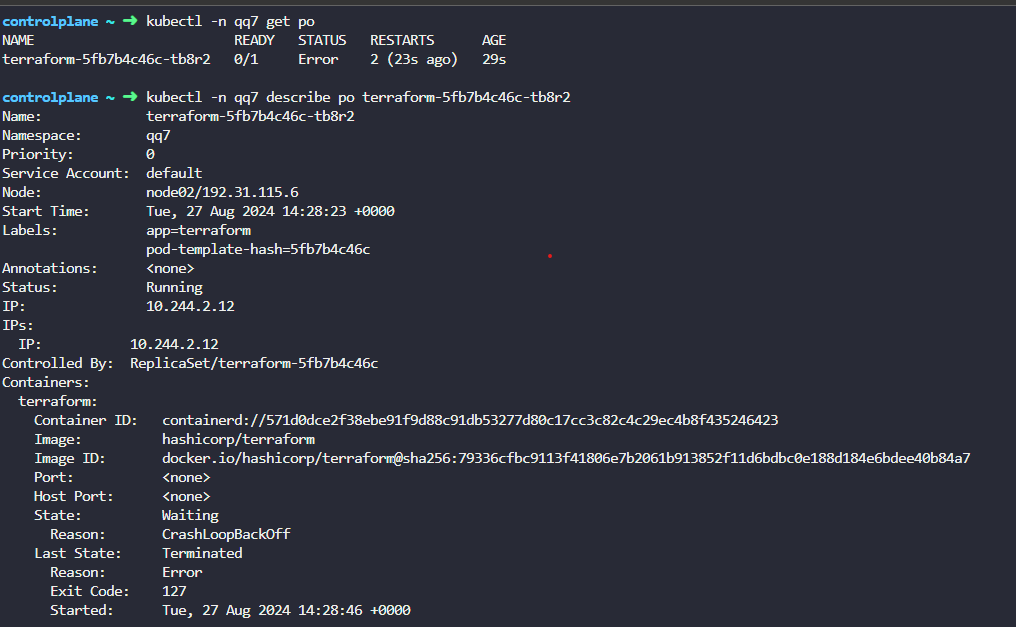 controlplane ~ ➜ kubectl -n qq7 get po
NAME READY STATUS RESTARTS AGE
terraform-5fb7b4c46c-tb8r2 0/1 Error 2 (23s ago) 29s
controlplane ~ ➜ kubectl -n qq7 describe po terraform-5fb7b4c46c-tb8r2
Name: terraform-5fb7b4c46c-tb8r2
Namespace: qq7
Priority: 0
Service Account: default
Node: node02/192.31.115.6
Start Time: Tue, 27 Aug 2024 14:28:23 +0000
Labels: app=terraform
pod-template-hash=5fb7b4c46c
Annotations: <none>
Status: Running
IP: 10.244.2.12
IPs:
IP: 10.244.2.12
Controlled By: ReplicaSet/terraform-5fb7b4c46c
Containers:
terraform:
Container ID: containerd://571d0dce2f38ebe91f9d88c91db53277d80c17cc3c82c4c29ec4b8f435246423
Image: hashicorp/terraform
Image ID: docker.io/hashicorp/terraform@sha256:79336cfbc9113f41806e7b2061b913852f11d6bdbc0e188d184e6bdee40b84a7
Port: <none>
Host Port: <none>
State: Waiting
Reason: CrashLoopBackOff
Last State: Terminated
Reason: Error
Exit Code: 127
Started: Tue, 27 Aug 2024 14:28:46 +0000